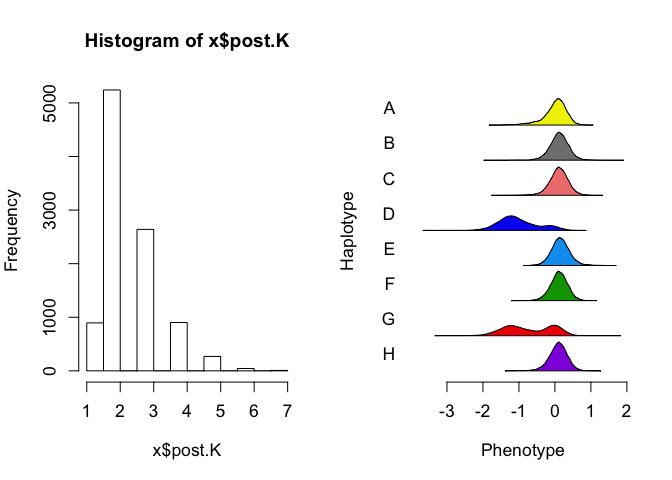 Histogram of x$post.K
Frequency
0
1000
3000
5000
1 2 3 4 5 6 7
x$post.K
Haplotype
A
B
C
D
E
F
G
H
-3 -2 -1 0 1 2
Phenotype